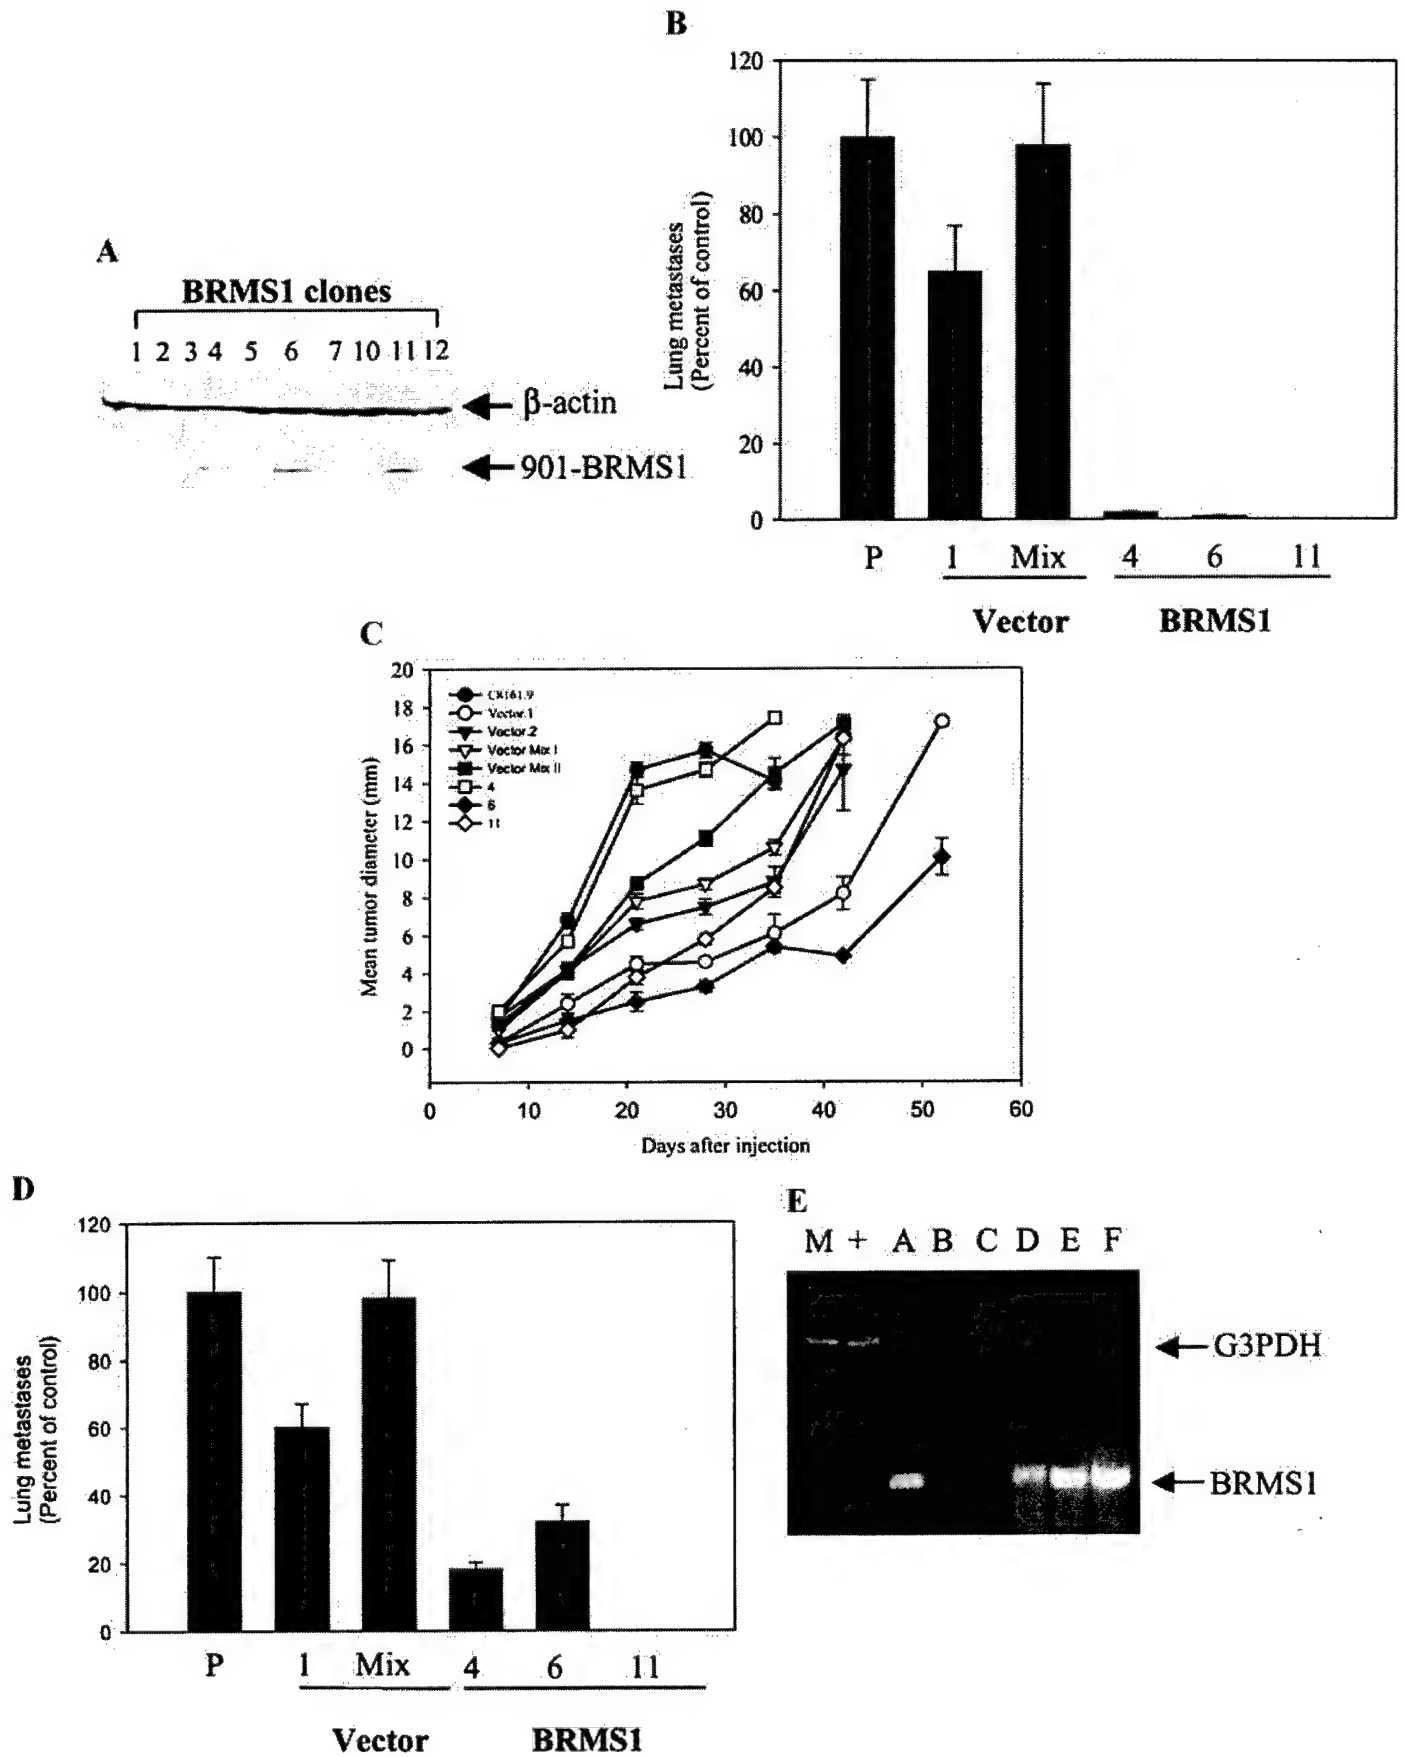 B
120
100
80
60
40
20
0
Lung metastases
(Percent of control)
P 1 Mix 4 6 11
Vector BRMS1
A
BRMS1 clones
1 2 3 4 5 6 7 10 11 12
β-actin
901-BRMS1
C
20
18
16
14
12
10
8
6
4
2
0
Mean tumor diameter (mm)
Vector.1
Vector.2
Vector Mix I
Vector Mix II
4
6
11
0 10 20 30 40 50 60
Days after injection
D
120
100
80
60
40
20
0
Lung metastases
(Percent of control)
P 1 Mix 4 6 11
Vector BRMS1
E
M + A B C D E F
G3PDH
BRMS1